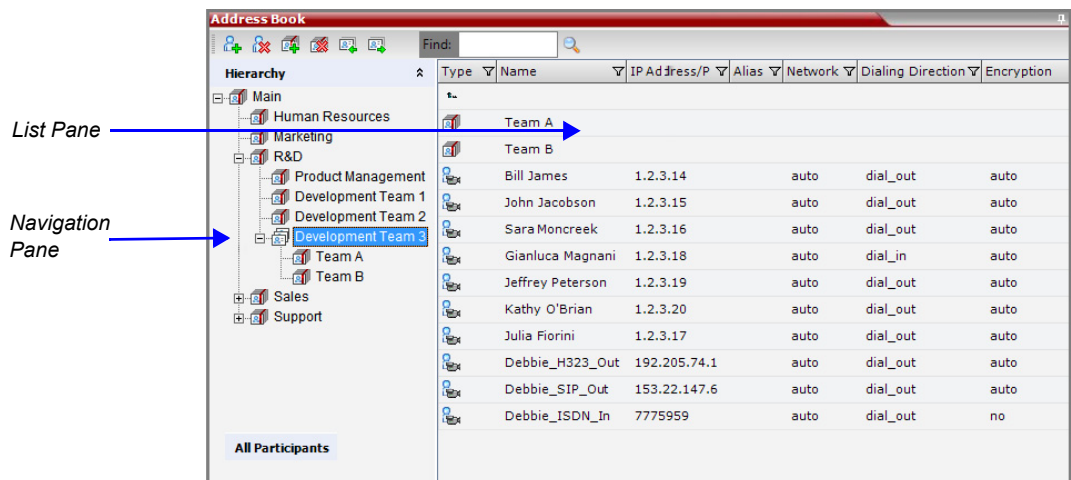 Address Book
Find:
Hierarchy
Main
Human Resources
Marketing
R&D
Product Management
Development Team 1
Development Team 2
Development Team 3
Team A
Team B
Sales
Support
All Participants
Type Name IP Address/P Alias Network Dialing Direction Encryption
Team A
Team B
Bill James 1.2.3.14 auto dial_out auto
John Jacobson 1.2.3.15 auto dial_out auto
Sara Moncreek 1.2.3.16 auto dial_out auto
Gianluca Magnani 1.2.3.18 auto dial_in auto
Jeffrey Peterson 1.2.3.19 auto dial_out auto
Kathy O'Brian 1.2.3.20 auto dial_out auto
Julia Fiorini 1.2.3.17 auto dial_out auto
Debbie_H323_Out 192.205.74.1 auto dial_out auto
Debbie_SIP_Out 153.22.147.6 auto dial_out auto
Debbie_ISDN_In 7775959 auto dial_out no
List Pane
Navigation
Pane